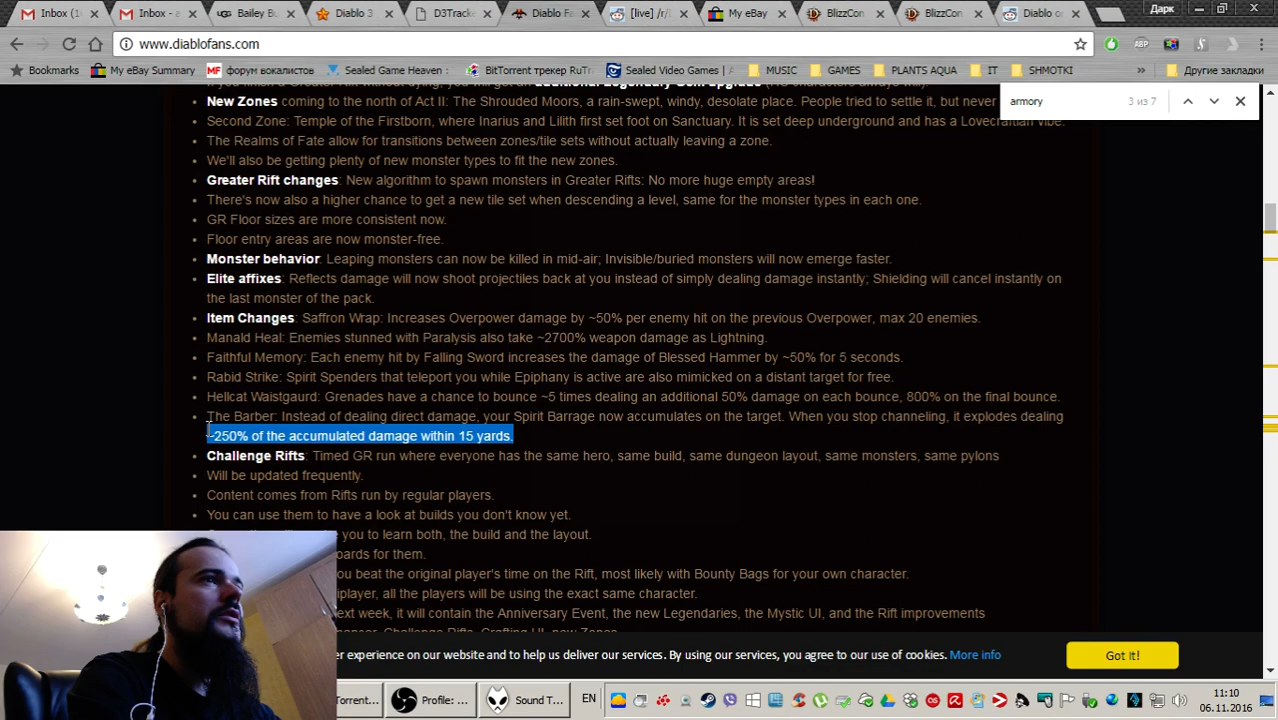 Inbox (1
Inbox - a
Bailey Bu
Diablo 3
D3Track
Diablo Fa
[live] /r/
My eBay
BlizzCon
BlizzCon
Diablo o
Дарк
www.diablofans.com
ABP
Bookmarks
My eBay Summary
форум вокалистов
Sealed Game Heaven :
BitTorrent трекер RuTr
Sealed Video Games |
MUSIC
GAMES
PLANTS AQUA
IT
SHMOTKI
»
Другие закладки
armory
3 из 7
New Zones coming to the north of Act II: The Shrouded Moors, a rain-swept, windy, desolate place. People tried to settle it, but never
Second Zone: Temple of the Firstborn, where Inarius and Lilith first set foot on Sanctuary. It is set deep underground and has a Lovecraftian vibe.
The Realms of Fate allow for transitions between zones/tile sets without actually leaving a zone.
We'll also be getting plenty of new monster types to fit the new zones.
Greater Rift changes: New algorithm to spawn monsters in Greater Rifts: No more huge empty areas!
There's now also a higher chance to get a new tile set when descending a level, same for the monster types in each one.
GR Floor sizes are more consistent now.
Floor entry areas are now monster-free.
Monster behavior: Leaping monsters can now be killed in mid-air; Invisible/buried monsters will now emerge faster.
Elite affixes: Reflects damage will now shoot projectiles back at you instead of simply dealing damage instantly; Shielding will cancel instantly on
the last monster of the pack.
Item Changes: Saffron Wrap: Increases Overpower damage by ~50% per enemy hit on the previous Overpower, max 20 enemies.
Manald Heal: Enemies stunned with Paralysis also take ~2700% weapon damage as Lightning.
Faithful Memory: Each enemy hit by Falling Sword increases the damage of Blessed Hammer by ~50% for 5 seconds.
Rabid Strike: Spirit Spenders that teleport you while Epiphany is active are also mimicked on a distant target for free.
Hellcat Waistgaurd: Grenades have a chance to bounce ~5 times dealing an additional 50% damage on each bounce, 800% on the final bounce.
The Barber: Instead of dealing direct damage, your Spirit Barrage now accumulates on the target. When you stop channeling, it explodes dealing
~250% of the accumulated damage within 15 yards.
Challenge Rifts: Timed GR run where everyone has the same hero, same build, same dungeon layout, same monsters, same pylons
Will be updated frequently.
Content comes from Rifts run by regular players.
You can use them to have a look at builds you don't know yet.
you to learn both, the build and the layout.
oards for them.
ou beat the original player's time on the Rift, most likely with Bounty Bags for your own character.
iplayer, all the players will be using the exact same character.
next week, it will contain the Anniversary Event, the new Legendaries, the Mystic UI, and the Rift improvements
er experience on our website and to help us deliver our services. By using our services, you agree to our use of cookies. More info
Got it!
Torrent...
Profile: ...
Sound T...
EN
11:10
06.11.2016